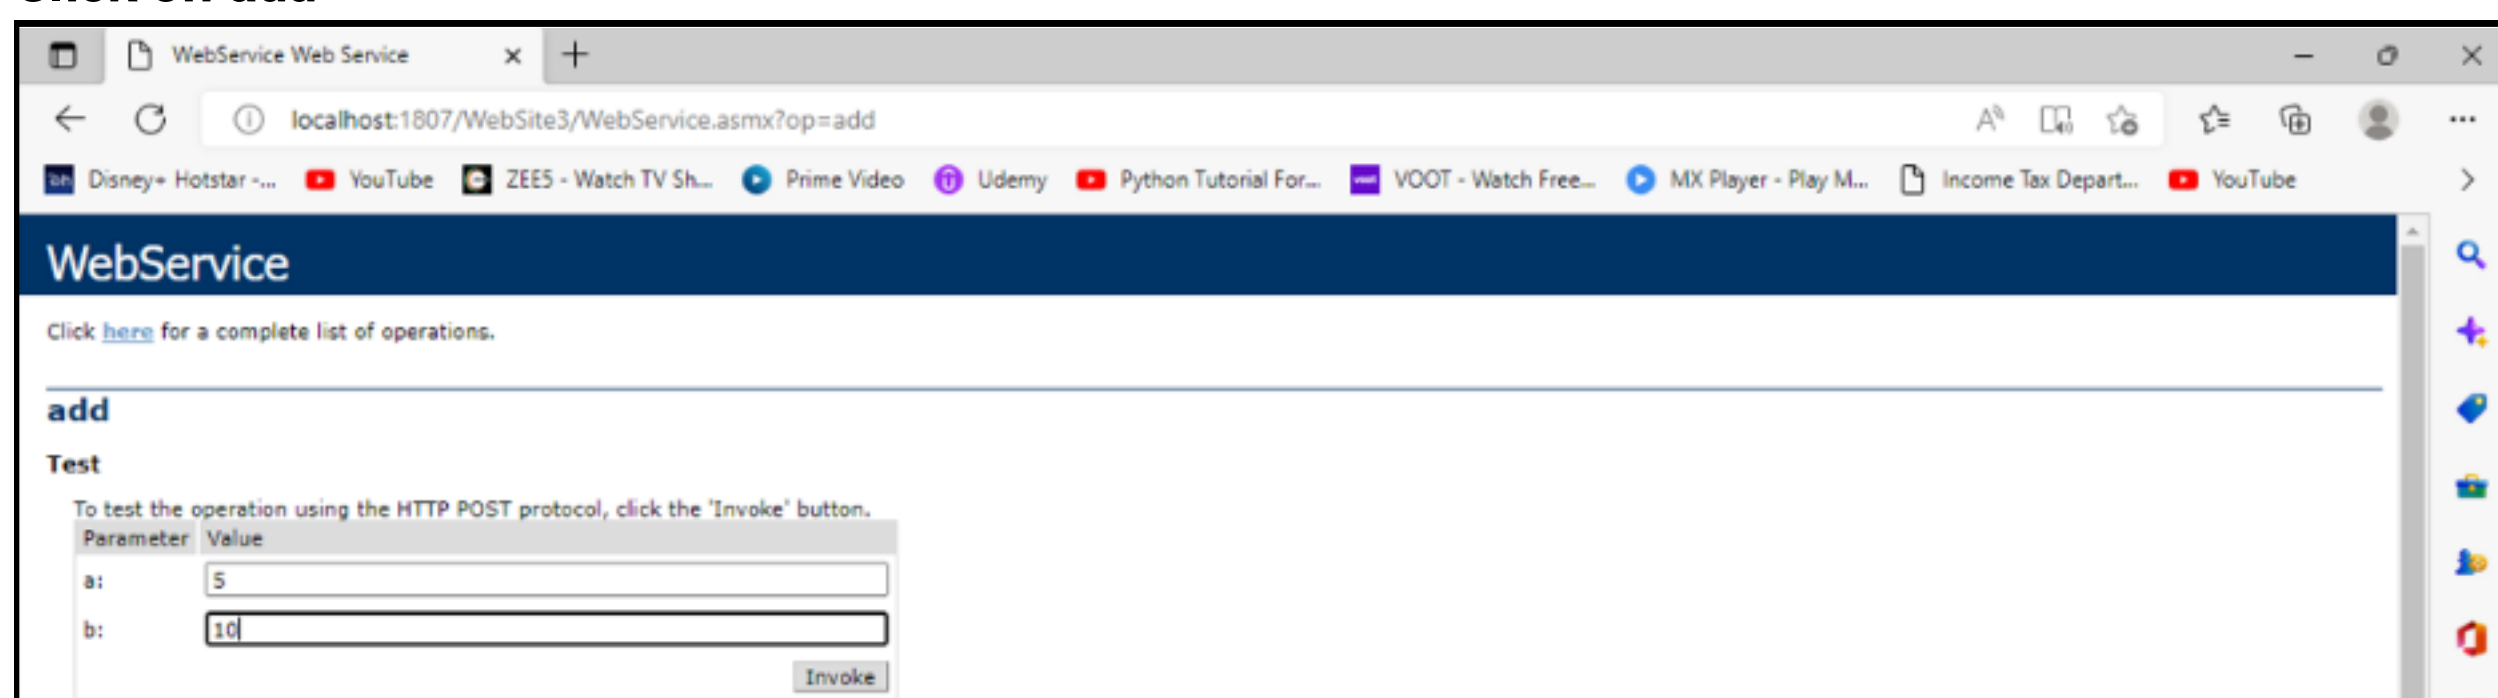 Click on add
WebService Web Service
localhost:1807/WebSite3/WebService.asmx?op=add
Disney+ Hotstar -... YouTube ZEE5 - Watch TV Sh... Prime Video Udemy Python Tutorial For... VOOT - Watch Free... MX Player - Play M... Income Tax Depart... YouTube
WebService
Click here for a complete list of operations.
add
Test
To test the operation using the HTTP POST protocol, click the 'Invoke' button.
Parameter Value
a: 5
b: 10
Invoke